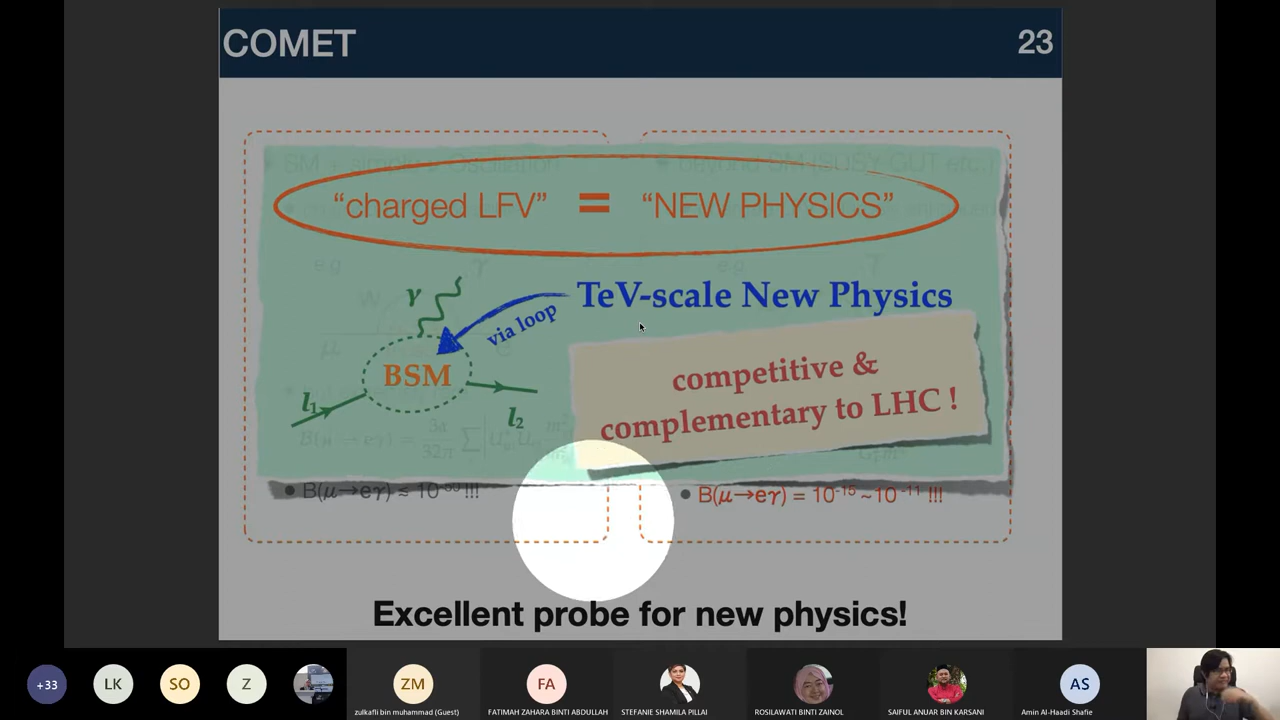 COMET
23
• SM + simply ν-Oscillation
“charged LFV” = “NEW PHYSICS”
e.g
e.g
γ
γ
TeV-scale New Physics
via loop
BSM
μ
e
l₁
l₂
competitive &
complementary to LHC !
• B(μ→eγ) = 10⁻¹⁵ ~10⁻¹¹ !!!
Excellent probe for new physics!
+33
LK
SO
Z
ZM
FA
AS
zulkafli bin muhammad (Guest)
FATIMAH ZAHARA BINTI ABDULLAH
STEFANIE SHAMILA PILLAI
ROSILAWATI BINTI ZAINOL
SAIFUL ANUAR BIN KARSANI
Amin Al-Haadi Shafie